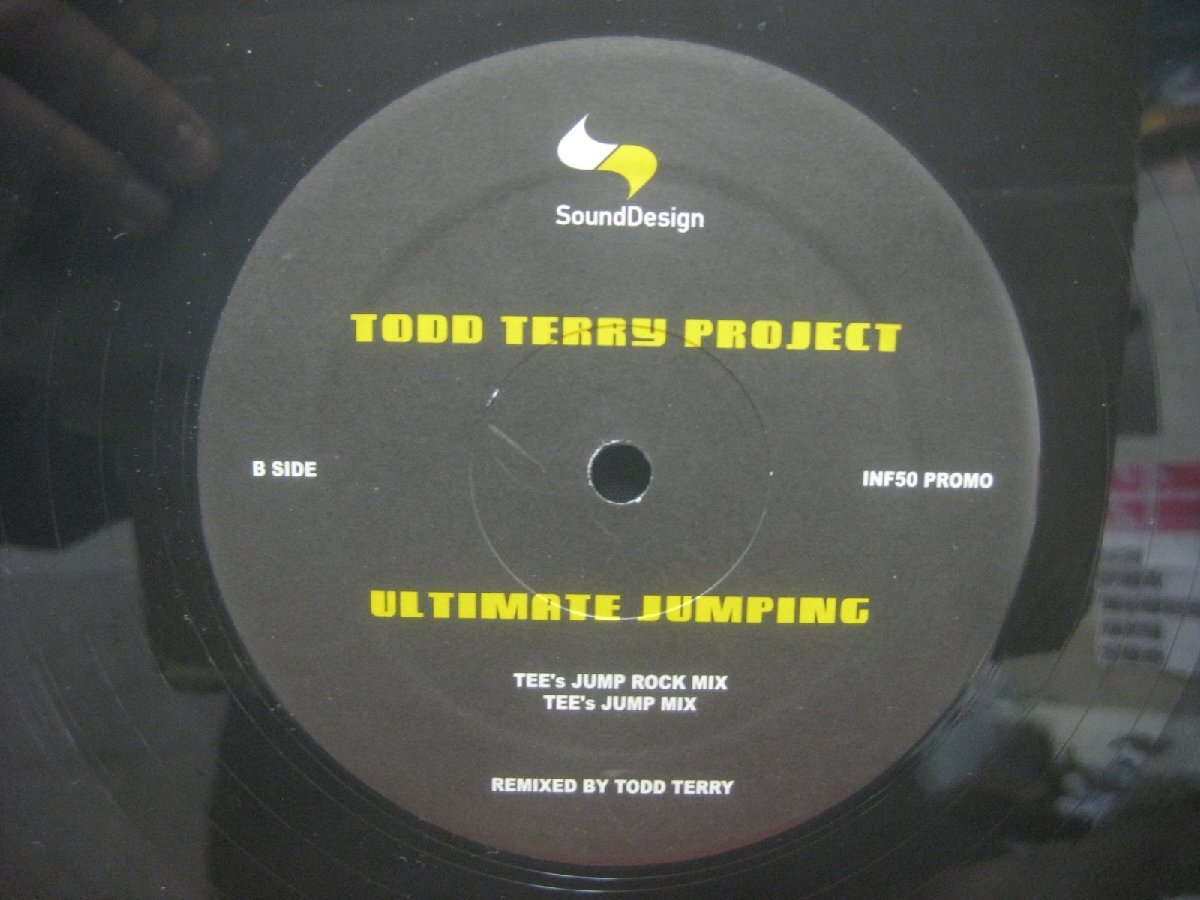 SoundDesign
TODD TERRY PROJECT
B SIDE
INF50 PROMO
ULTIMATE JUMPING
TEE's JUMP ROCK MIX
TEE's JUMP MIX
REMIXED BY TODD TERRY